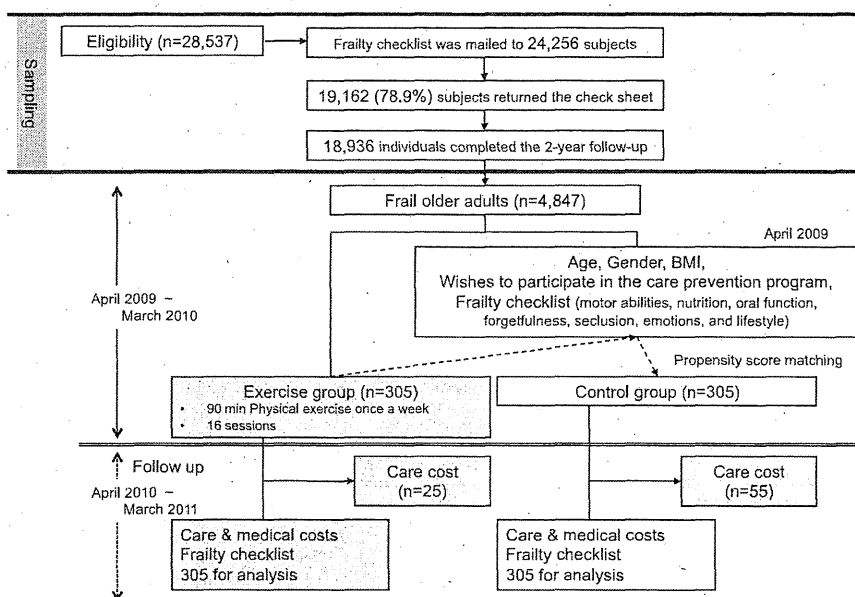 Sampling
Eligibility (n=28,537)
Frailty checklist was mailed to 24,256 subjects
19,162 (78.9%) subjects returned the check sheet
18,936 individuals completed the 2-year follow-up
Frail older adults (n=4,847)
April 2009
Age, Gender, BMI,
Wishes to participate in the care prevention program,
Frailty checklist (motor abilities, nutrition, oral function,
forgetfulness, seclusion, emotions, and lifestyle)
April 2009 –
March 2010
Propensity score matching
Exercise group (n=305)
• 90 min Physical exercise once a week
• 16 sessions
Control group (n=305)
Follow up
April 2010 –
March 2011
Care cost
(n=25)
Care cost
(n=55)
Care & medical costs
Frailty checklist
305 for analysis
Care & medical costs
Frailty checklist
305 for analysis